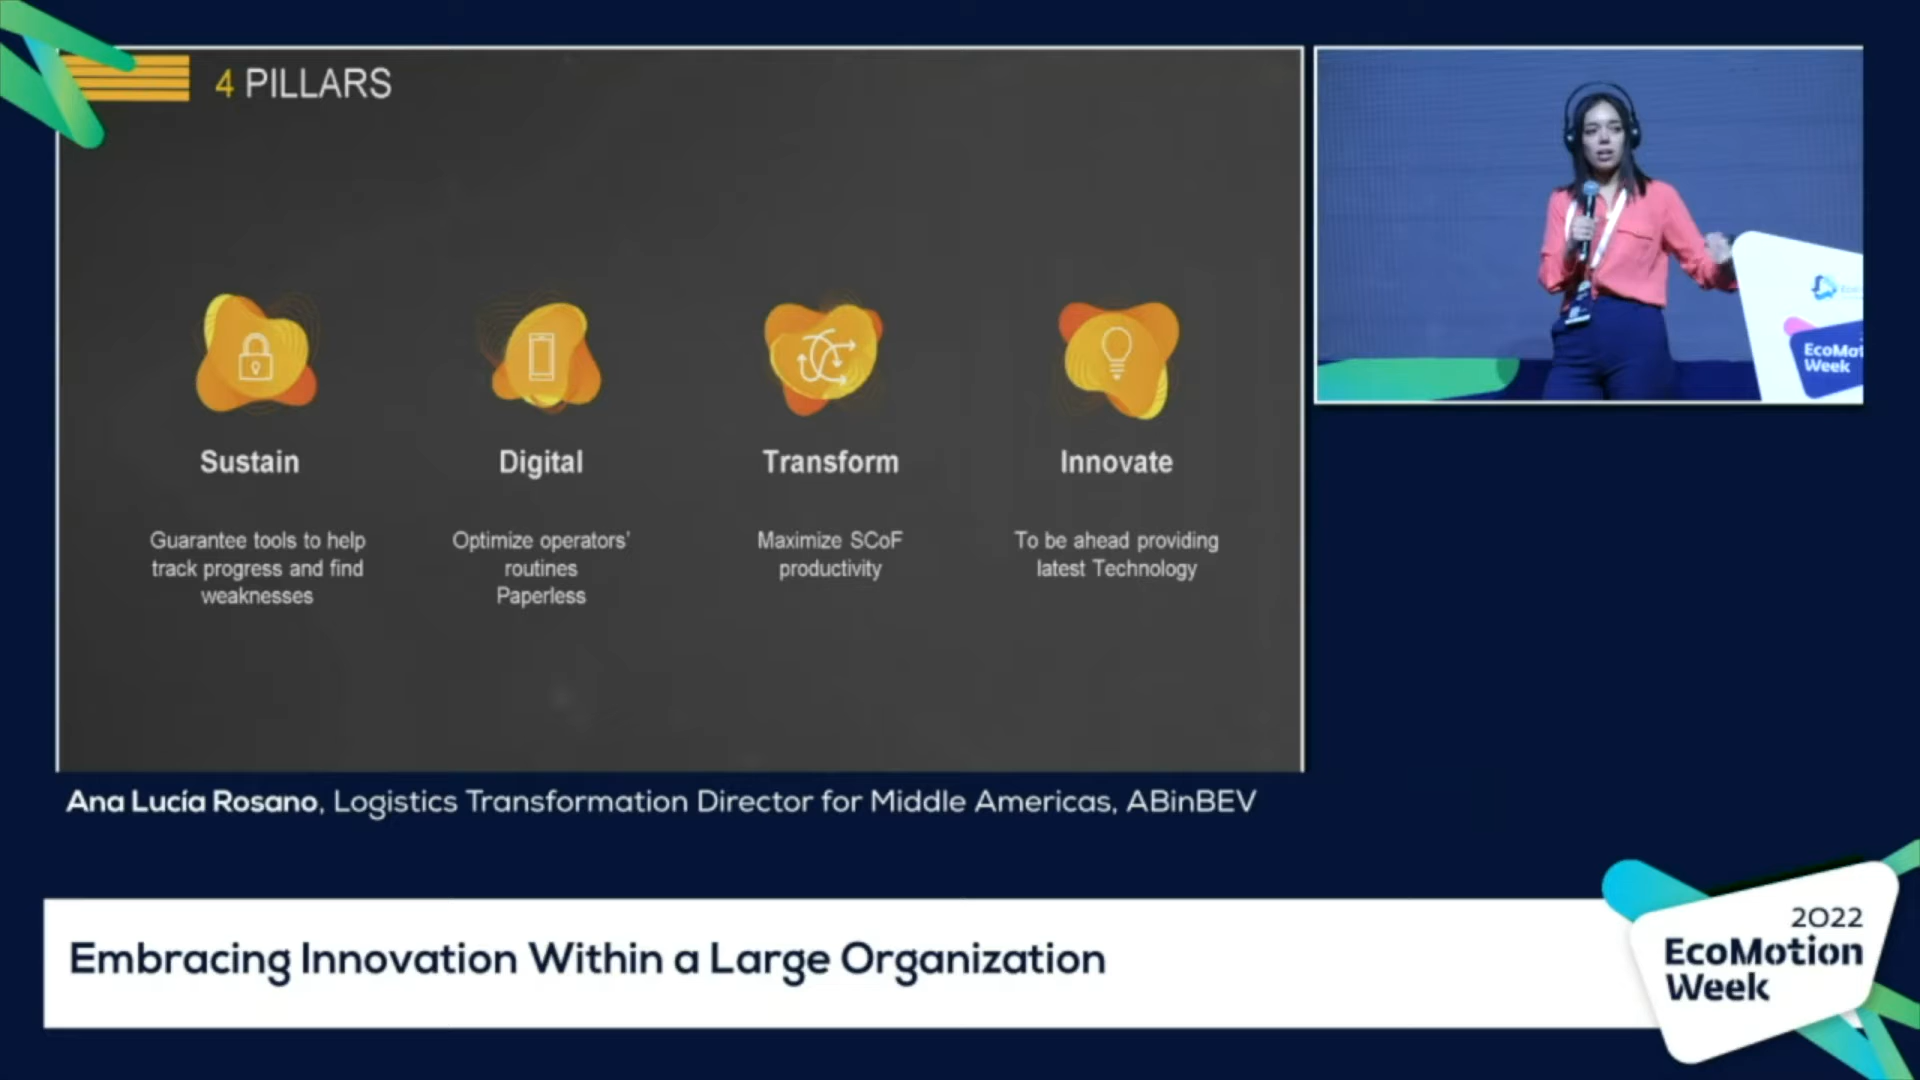 4 PILLARS
Sustain
Guarantee tools to help
track progress and find
weaknesses
Digital
Optimize operators'
routines
Paperless
Transform
Maximize SCoF
productivity
Innovate
To be ahead providing
latest Technology
Week
Ana Lucía Rosano, Logistics Transformation Director for Middle Americas, ABinBEV
Embracing Innovation Within a Large Organization
2022
EcoMotion
Week